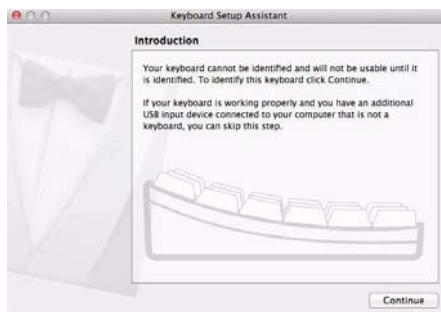 Keyboard Setup Assistant
Introduction
Your keyboard cannot be identified and will not be usable until it
is identified. To identify this keyboard click Continue.
If your keyboard is working properly and you have an additional
USB input device connected to your computer that is not a
keyboard, you can skip this step.
Continue